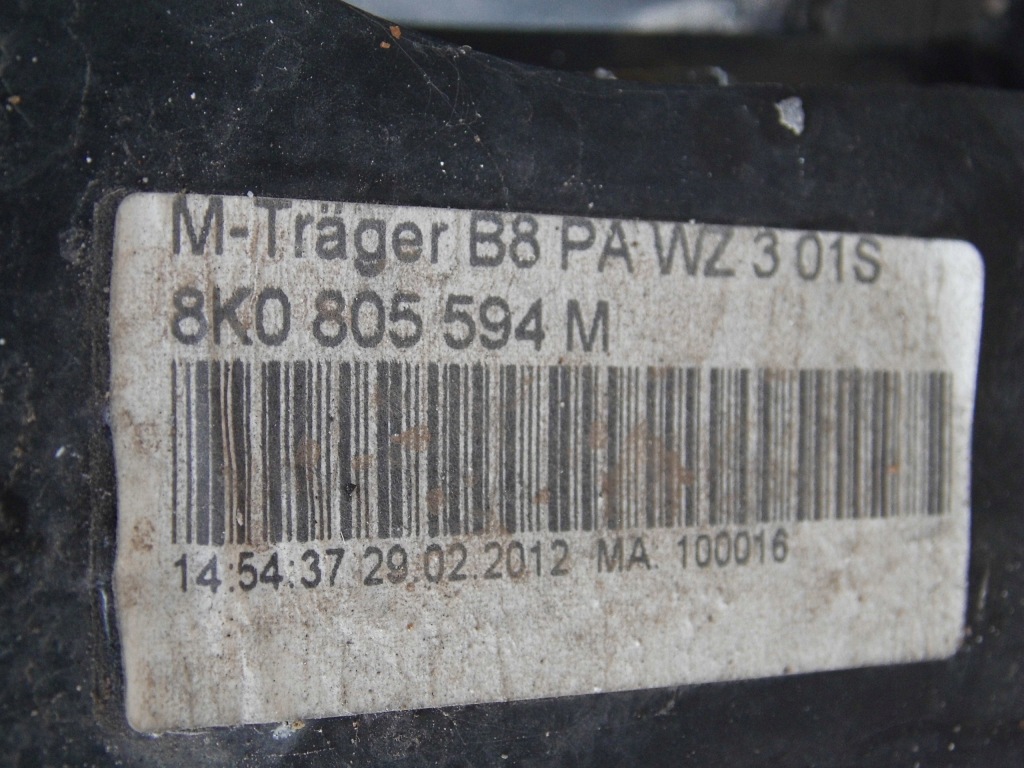 M-Träger B8 PA WZ 3 01S
8K0 805 594 M
14:54:37 29.02.2012 MA: 100016